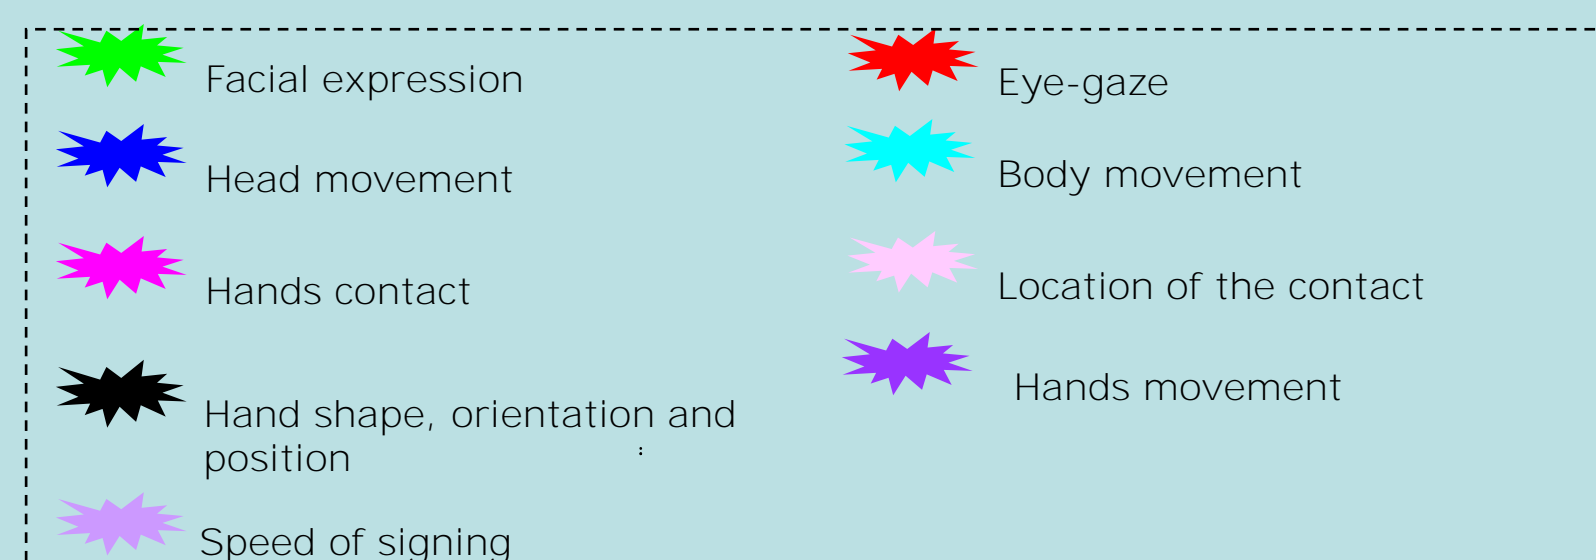 Facial expression
Eye-gaze
Head movement
Body movement
Hands contact
Location of the contact
Hands movement
Hand shape, orientation and
position :
Speed of signing